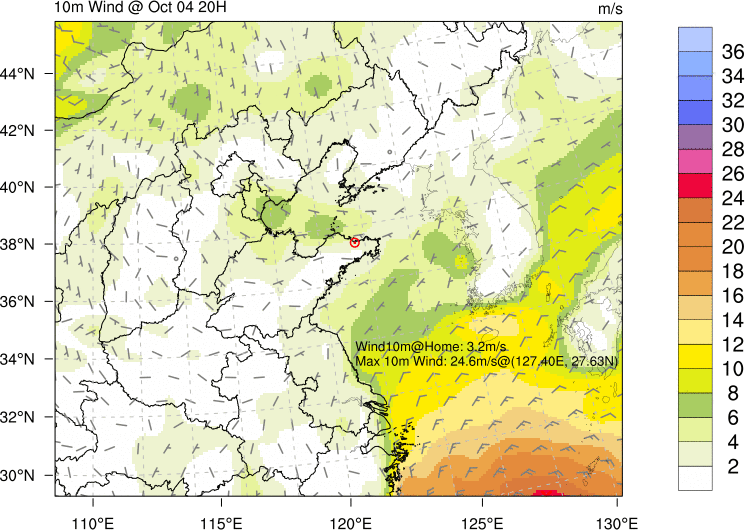 10m Wind @ Oct 04 20H
m/s
44°N
42°N
40°N
38°N
36°N
34°N
32°N
30°N
110°E
115°E
120°E
125°E
130°E
Wind10m@Home: 3.2m/s
Max 10m Wind: 24.6m/s@(127.40E, 27.63N)
36
34
32
30
28
26
24
22
20
18
16
14
12
10
8
6
4
2